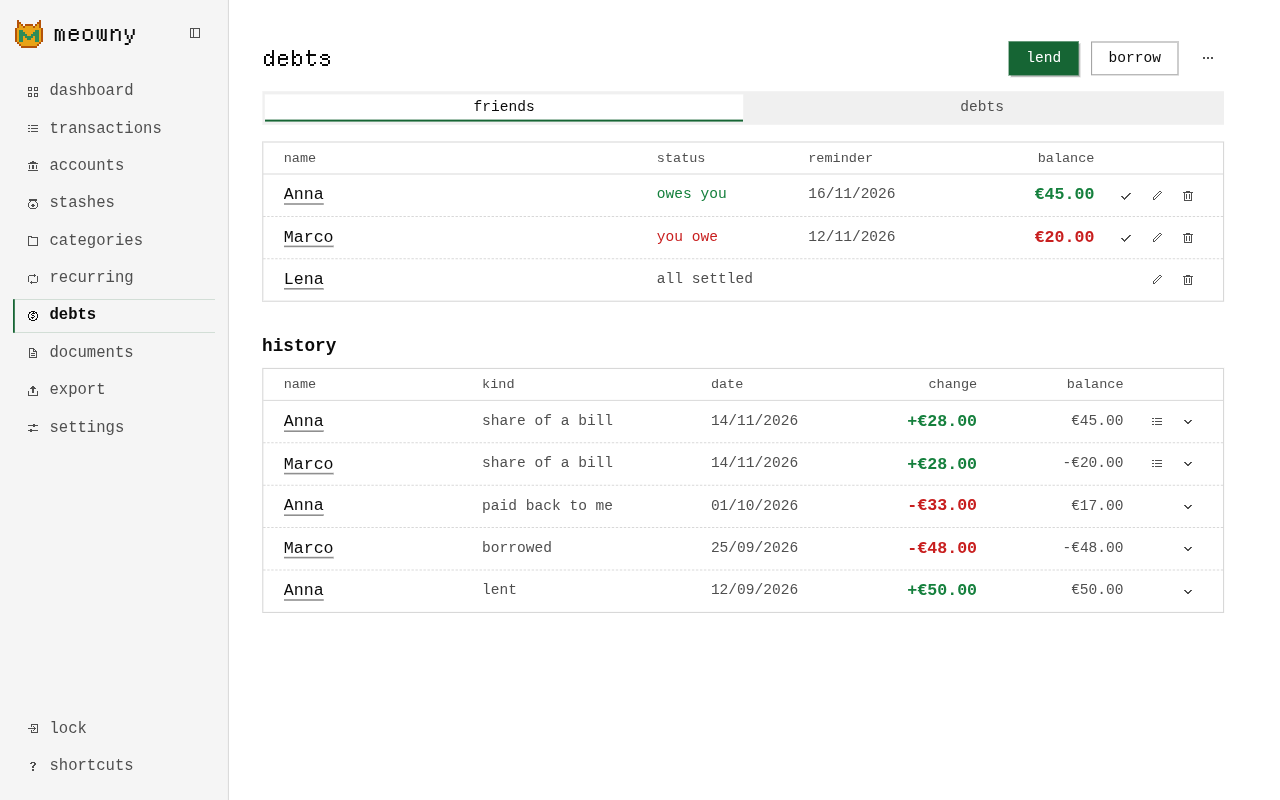 meowny
dashboard
transactions
accounts
stashes
categories
recurring
debts
documents
export
settings
lock
? shortcuts
debts
lend
borrow
friends
debts
name status reminder balance
Anna owes you 16/11/2026 €45.00
Marco you owe 12/11/2026 €20.00
Lena all settled
history
name kind date change balance
Anna share of a bill 14/11/2026 +€28.00 €45.00
Marco share of a bill 14/11/2026 +€28.00 -€20.00
Anna paid back to me 01/10/2026 -€33.00 €17.00
Marco borrowed 25/09/2026 -€48.00 -€48.00
Anna lent 12/09/2026 +€50.00 €50.00